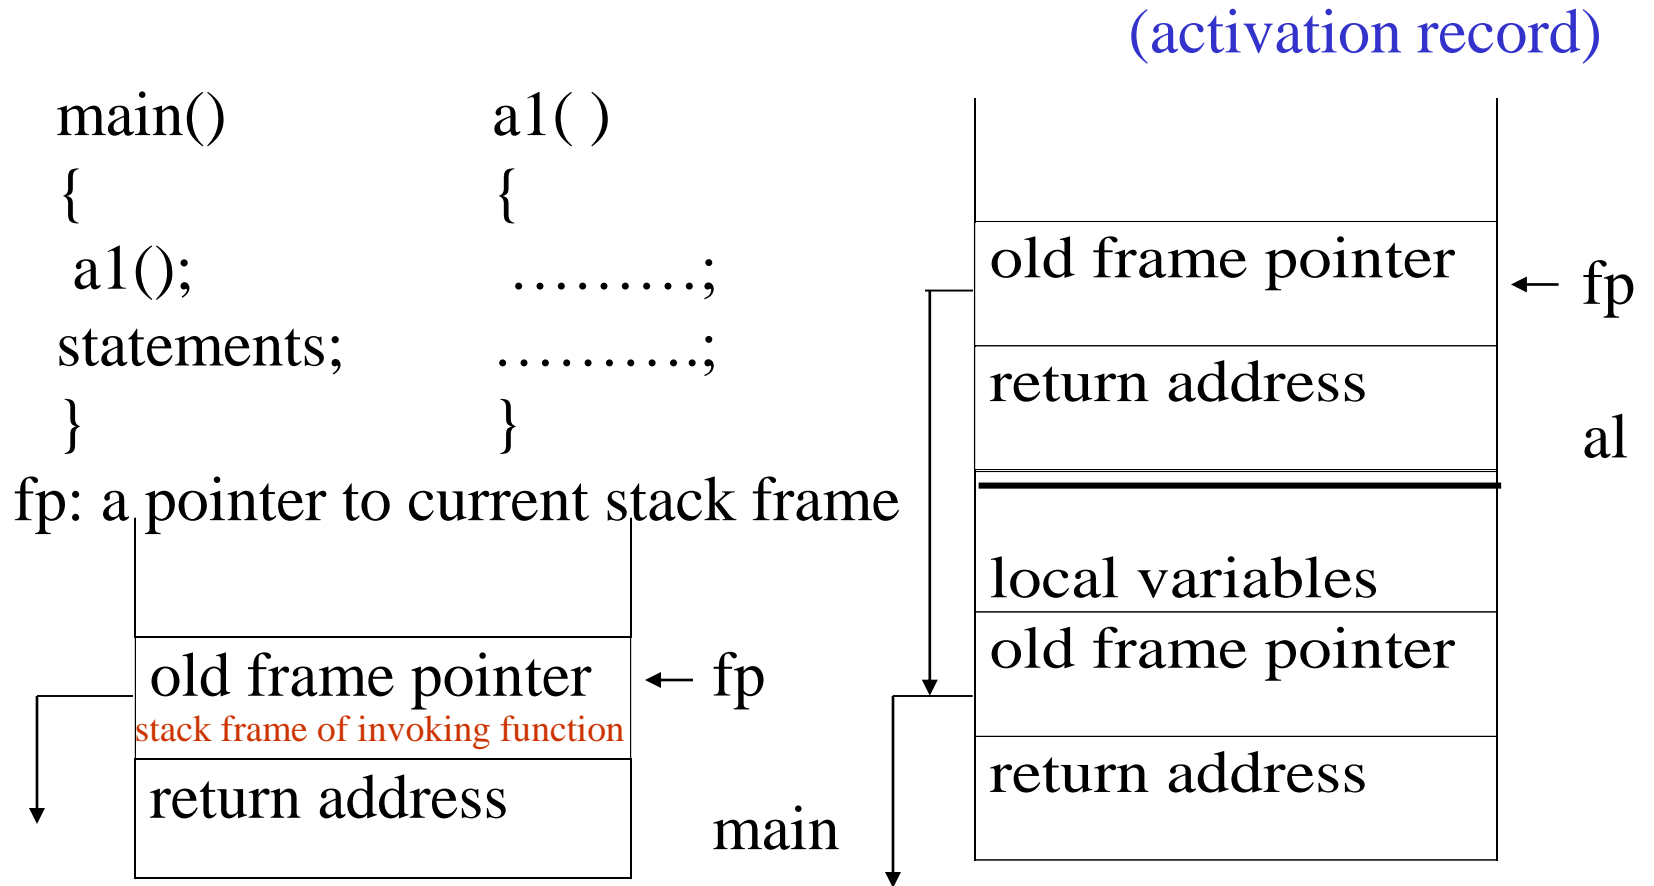 (activation record)
main()
{
a1();
statements;
}
a1( )
{
………;
……….;
}
fp: a pointer to current stack frame
old frame pointer
stack frame of invoking function
return address
fp
main
old frame pointer
return address
local variables
old frame pointer
return address
fp
al